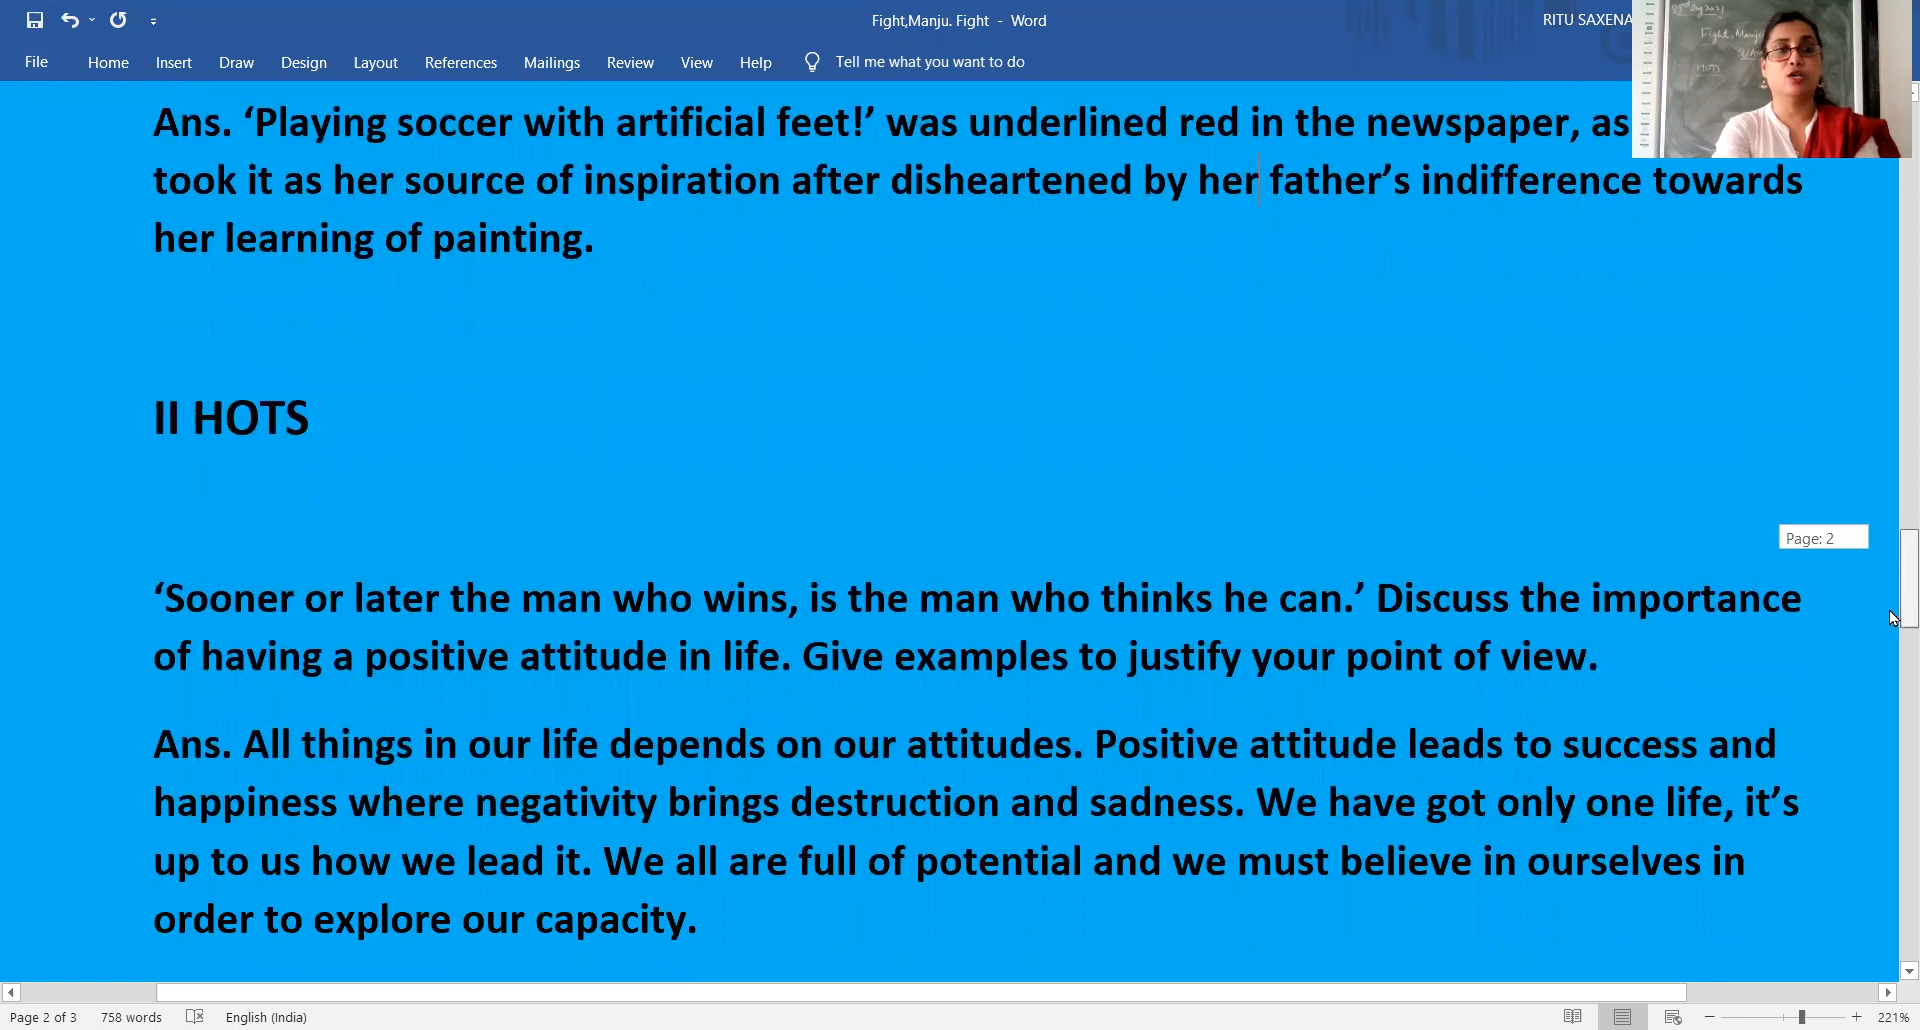 Fight,Manju. Fight - Word
RITU SAXENA
File Home Insert Draw Design Layout References Mailings Review View Help Tell me what you want to do
Fight, Manju
HOTS
Ans. ‘Playing soccer with artificial feet!’ was underlined red in the newspaper, as
took it as her source of inspiration after disheartened by her father’s indifference towards
her learning of painting.
II HOTS
Page: 2
‘Sooner or later the man who wins, is the man who thinks he can.’ Discuss the importance
of having a positive attitude in life. Give examples to justify your point of view.
Ans. All things in our life depends on our attitudes. Positive attitude leads to success and
happiness where negativity brings destruction and sadness. We have got only one life, it’s
up to us how we lead it. We all are full of potential and we must believe in ourselves in
order to explore our capacity.
Page 2 of 3 758 words English (India) 221%